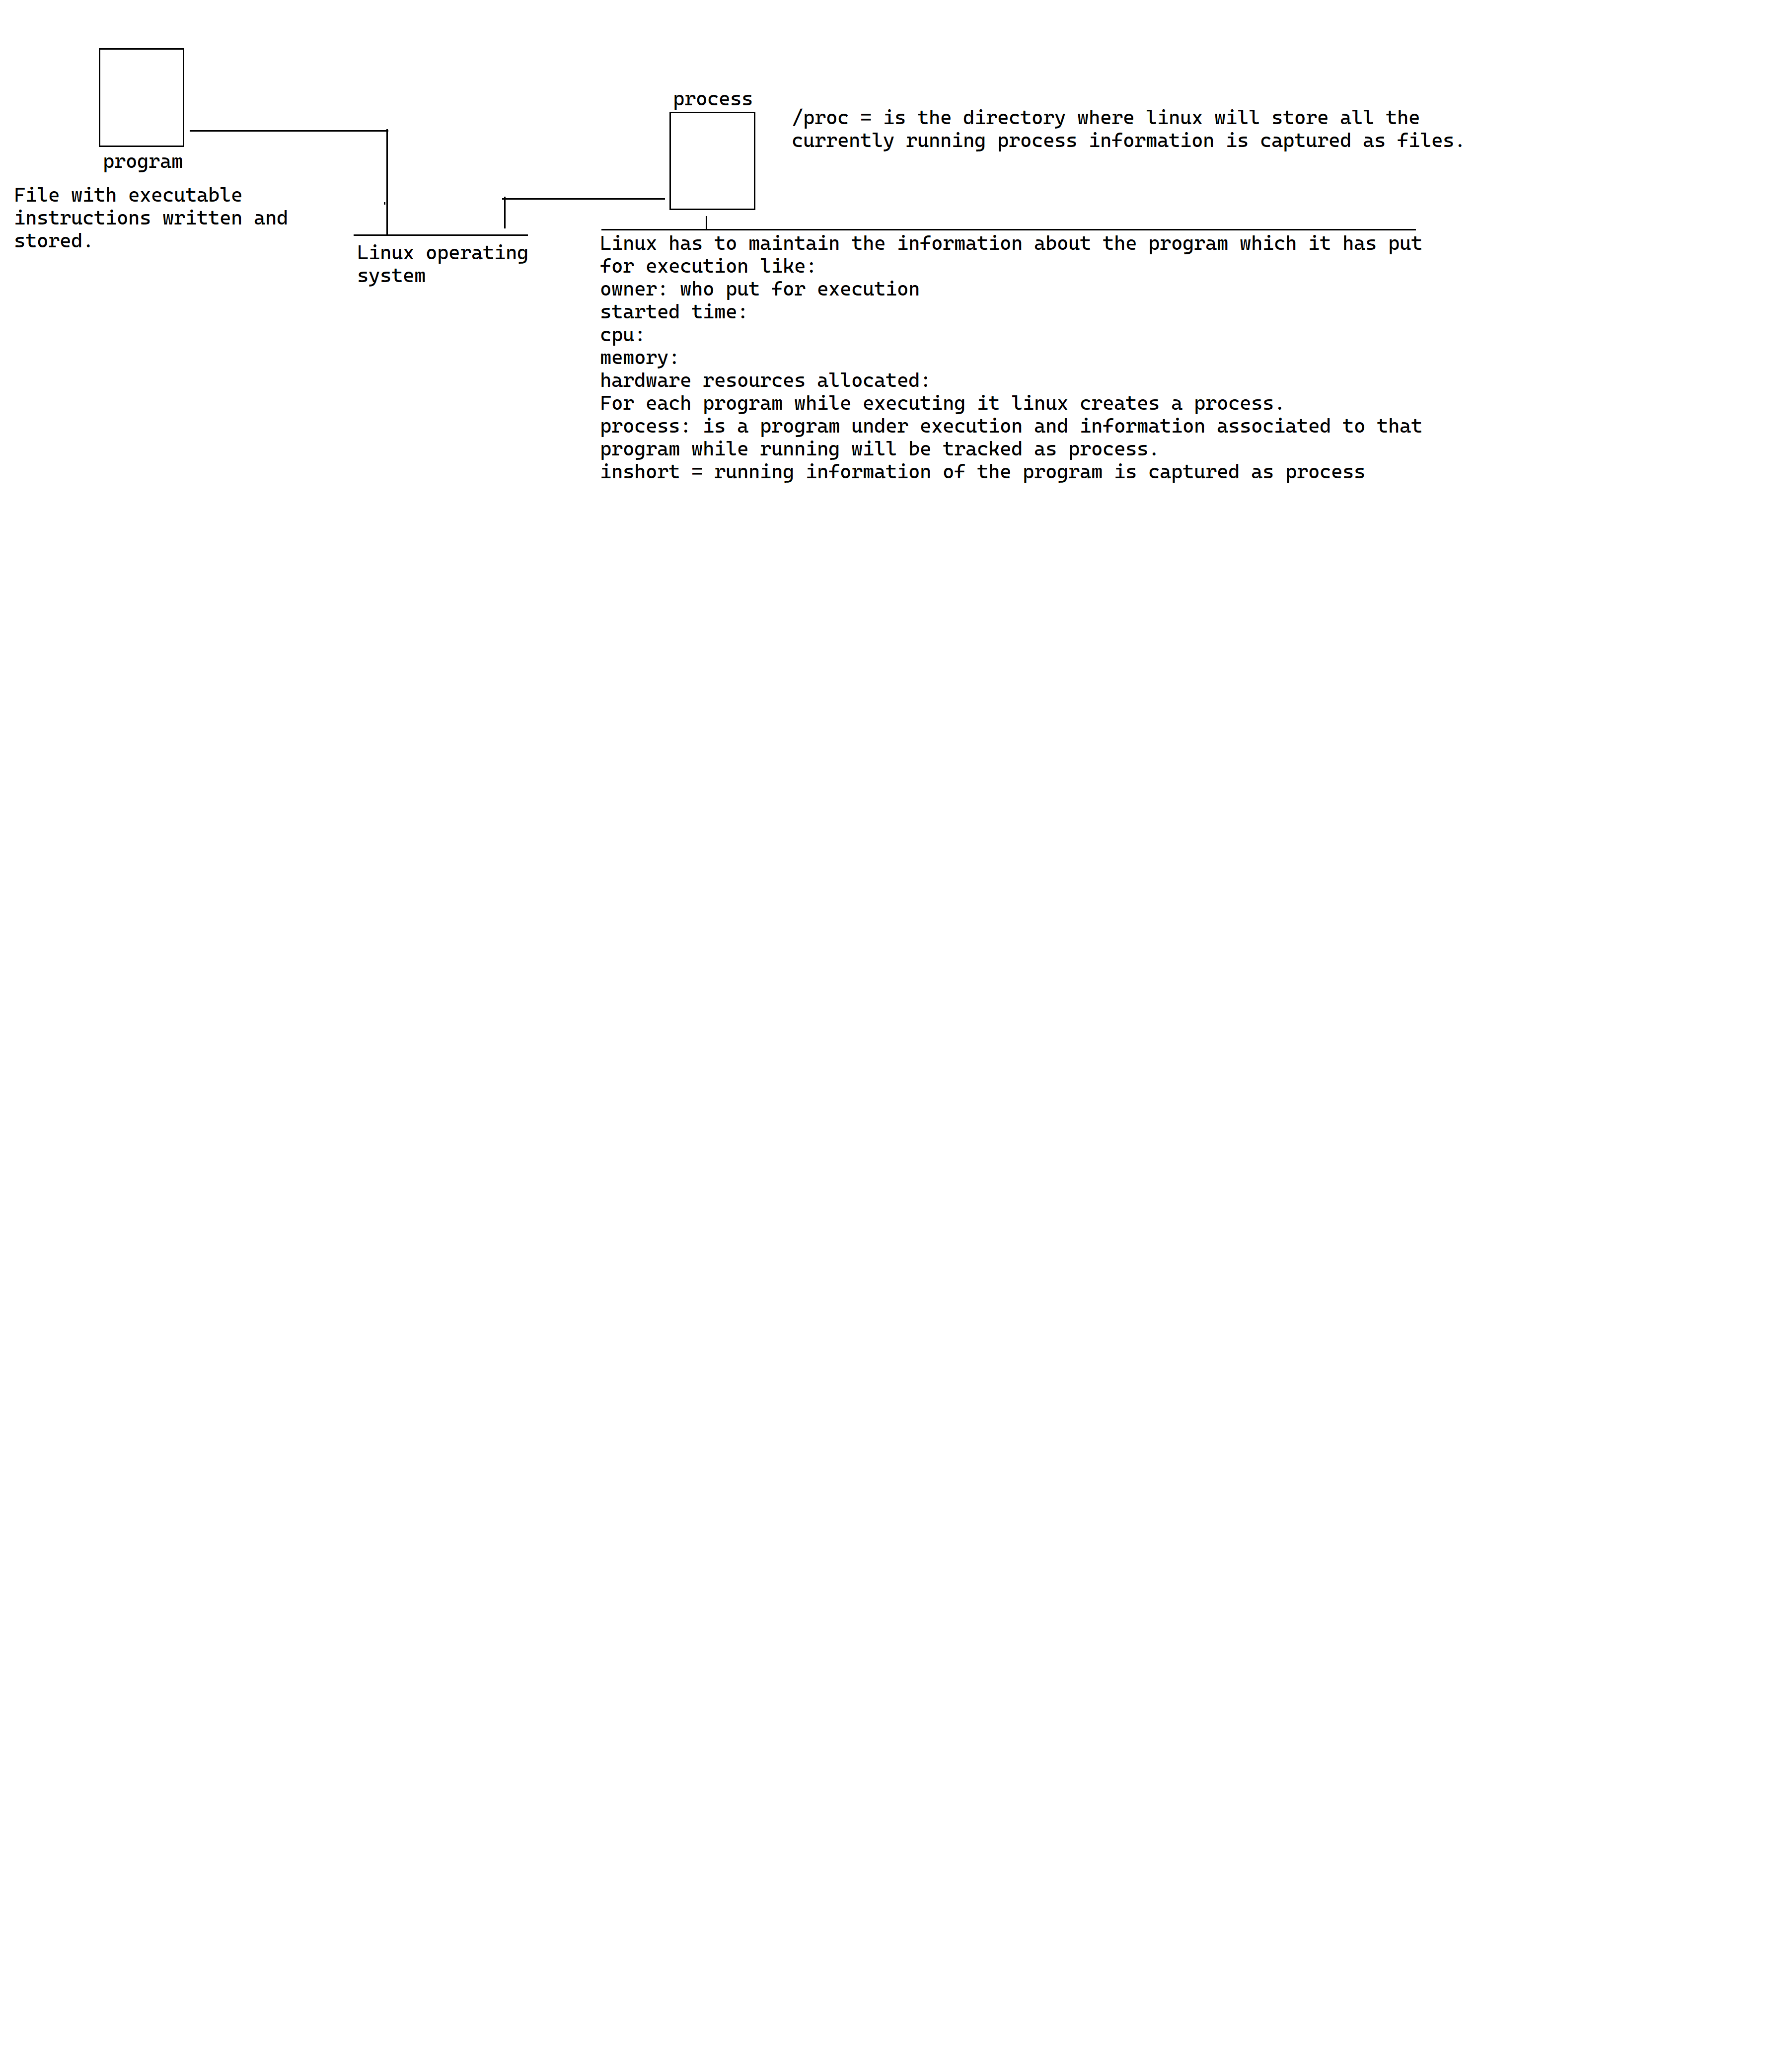 program
File with executable
instructions written and
stored.
Linux operating
system
process
/proc = is the directory where linux will store all the
currently running process information is captured as files.
Linux has to maintain the information about the program which it has put
for execution like:
owner: who put for execution
started time:
cpu:
memory:
hardware resources allocated:
For each program while executing it linux creates a process.
process: is a program under execution and information associated to that
program while running will be tracked as process.
inshort = running information of the program is captured as process